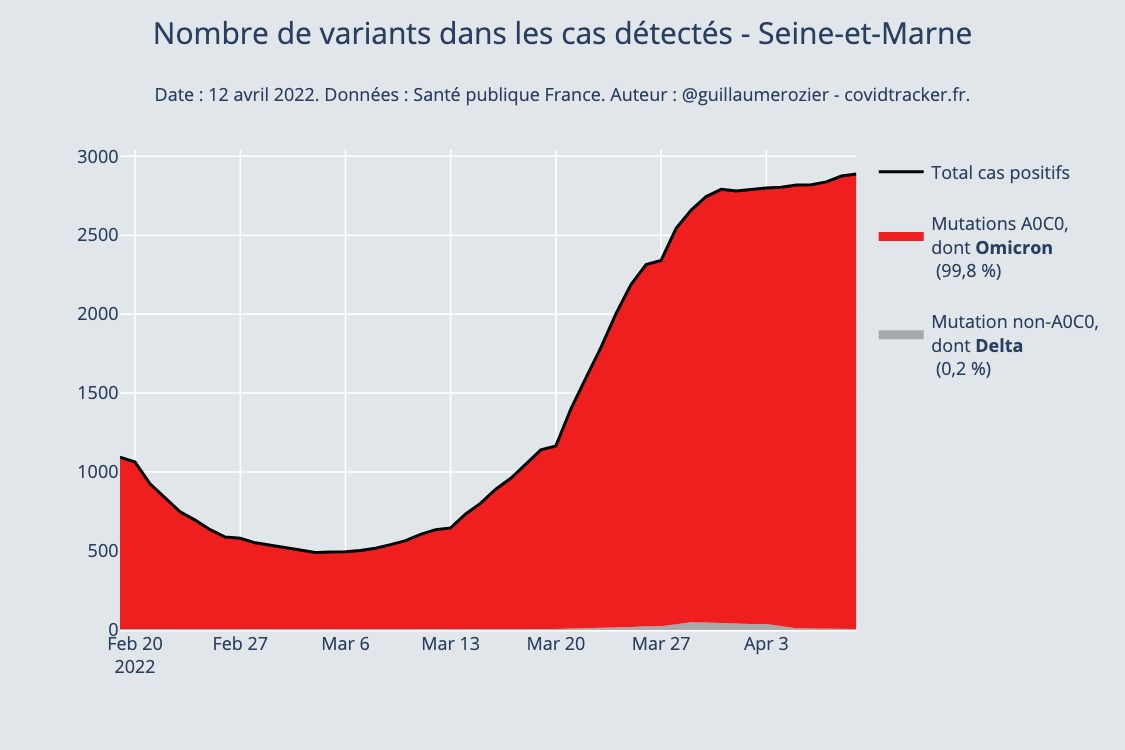 Nombre de variants dans les cas détectés - Seine-et-Marne
Date : 12 avril 2022. Données : Santé publique France. Auteur : @guillaumerozier - covidtracker.fr.
3000
2500
2000
1500
1000
500
0
Feb 20 Feb 27 Mar 6 Mar 13 Mar 20 Mar 27 Apr 3
2022
Total cas positifs
Mutations A0C0,
dont Omicron
(99,8 %)
Mutation non-A0C0,
dont Delta
(0,2 %)